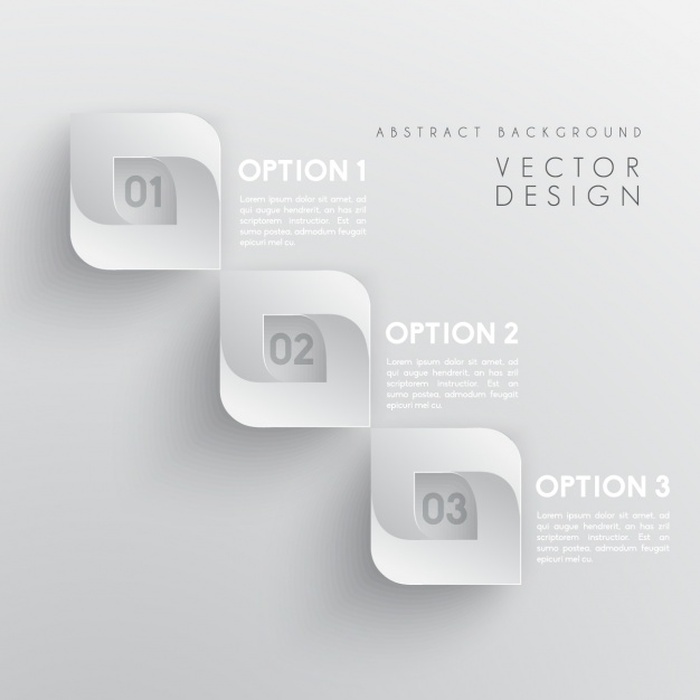 ABSTRACT BACKGROUND
VECTOR
DESIGN
01
OPTION 1
Lorem ipsum dolor sit amet, ad
qui augue hendrerit, an has zril
scriptorem instructior. Est an
sumo postea, admodum feugait
epicuri mel cu.
02
OPTION 2
Lorem ipsum dolor sit amet, ad
qui augue hendrerit, an has zril
scriptorem instructior. Est an
sumo postea, admodum feugait
epicuri mel cu.
03
OPTION 3
Lorem ipsum dolor sit amet, ad
qui augue hendrerit, an has zril
scriptorem instructior. Est an
sumo postea, admodum feugait
epicuri mel cu.